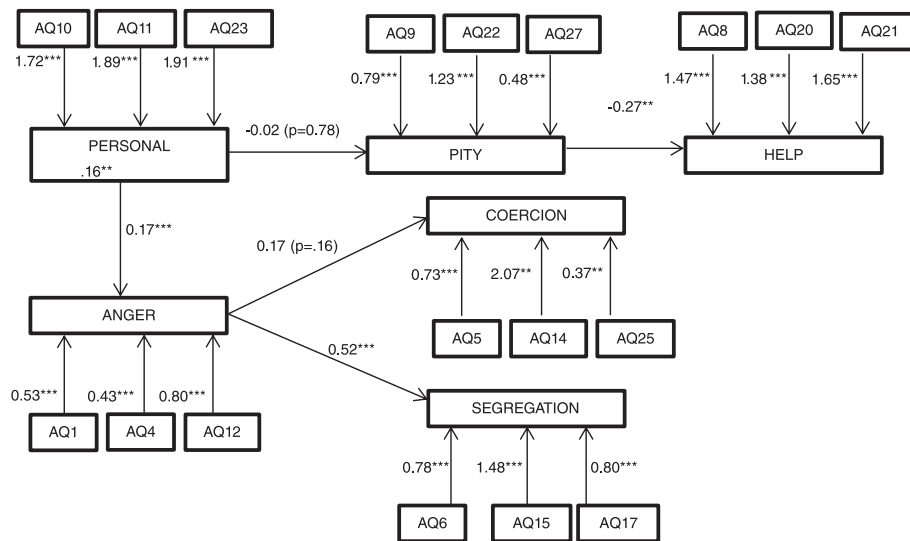 AQ10 AQ11 AQ23 AQ9 AQ22 AQ27 AQ8 AQ20 AQ21
1.72*** 1.89*** 1.91 *** 0.79*** 1.23 *** 0.48*** 1.47*** 1.38*** 1.65***
-0.02 (p=0.78) -0.27**
PERSONAL PITY HELP
.16**
0.17*** 0.17 (p=.16) COERCION
0.73*** 2.07** 0.37**
ANGER AQ5 AQ14 AQ25
0.52***
0.53*** 0.43*** 0.80*** SEGREGATION
AQ1 AQ4 AQ12
0.78*** 1.48*** 0.80***
AQ6 AQ15 AQ17